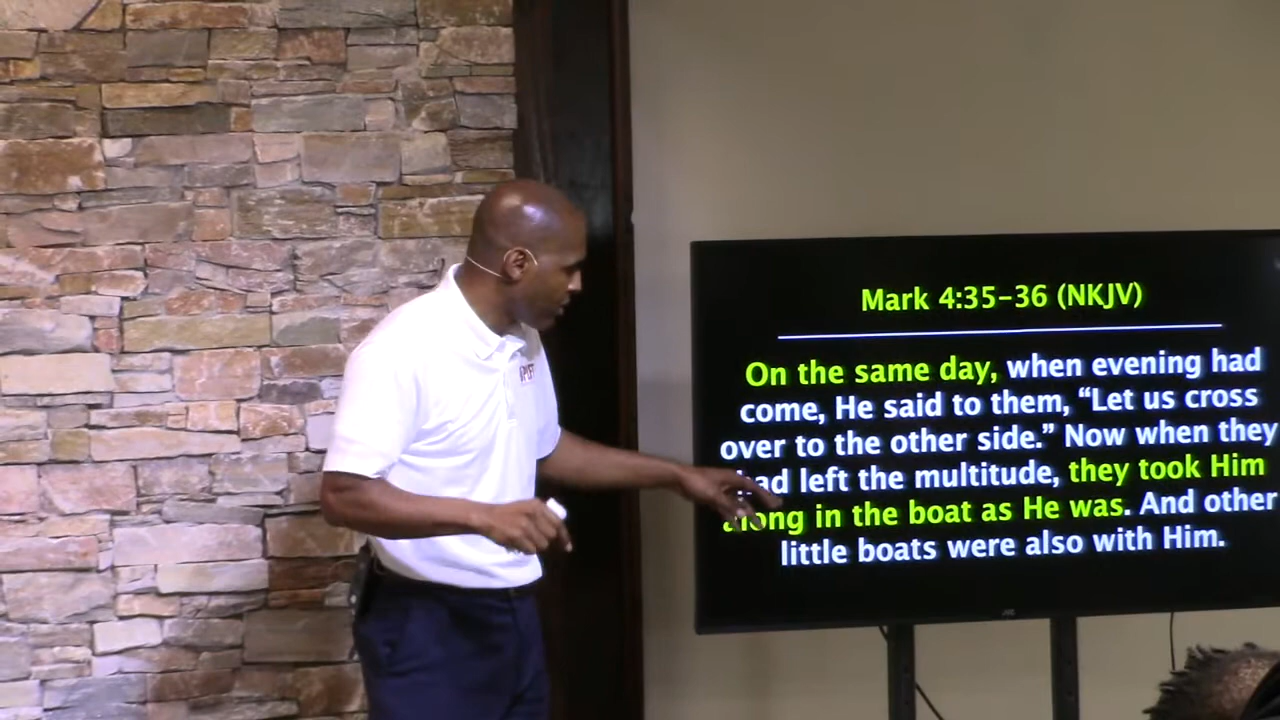 Mark 4:35-36 (NKJV)
On the same day, when evening had
come, He said to them, “Let us cross
over to the other side.” Now when they
had left the multitude, they took Him
along in the boat as He was. And other
little boats were also with Him.